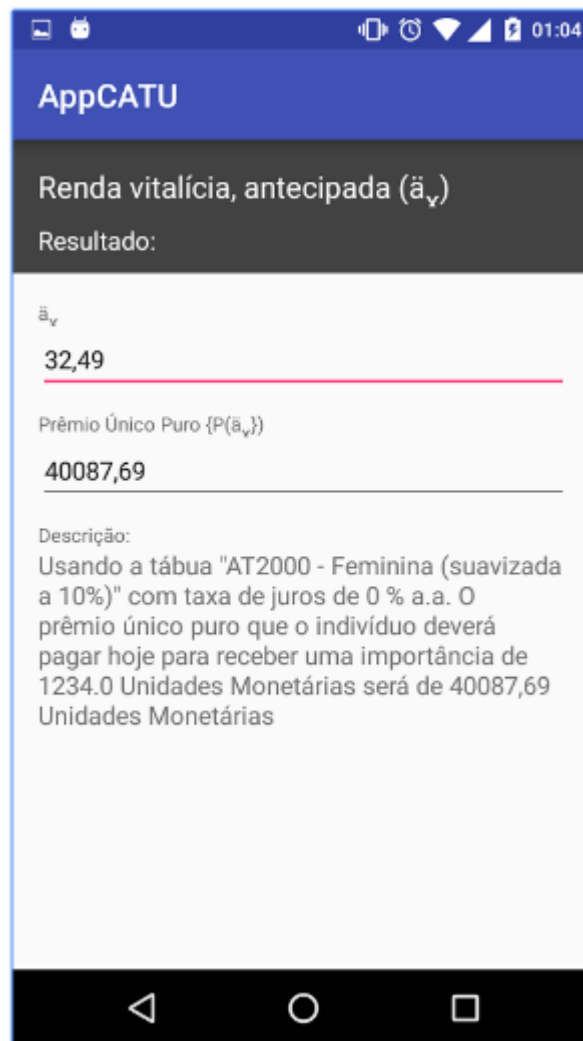 01:04
AppCATU
Renda vitalícia, antecipada (äₓ)
Resultado:
äₓ
32,49
Prêmio Único Puro {P(äₓ})
40087,69
Descrição:
Usando a tábua "AT2000 - Feminina (suavizada
a 10%)" com taxa de juros de 0 % a.a. O
prêmio único puro que o indivíduo deverá
pagar hoje para receber uma importância de
1234.0 Unidades Monetárias será de 40087,69
Unidades Monetárias